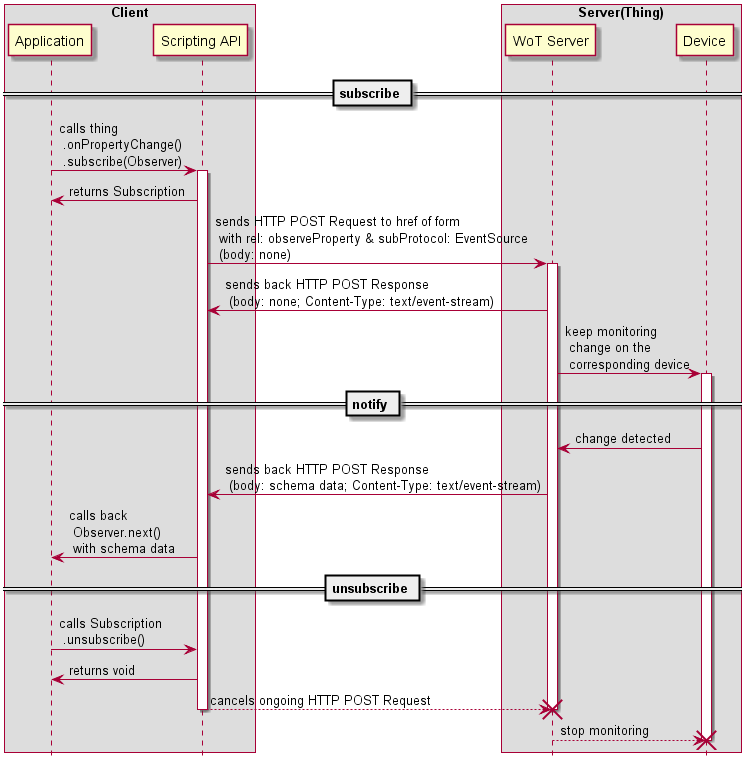 Client
Server(Thing)
Application
Scripting API
WoT Server
Device
subscribe
calls thing
.onPropertyChange()
.subscribe(Observer)
returns Subscription
sends HTTP POST Request to href of form
with rel: observeProperty & subProtocol: EventSource
(body: none)
sends back HTTP POST Response
(body: none; Content-Type: text/event-stream)
keep monitoring
change on the
corresponding device
notify
change detected
sends back HTTP POST Response
(body: schema data; Content-Type: text/event-stream)
calls back
Observer.next()
with schema data
unsubscribe
calls Subscription
.unsubscribe()
returns void
cancels ongoing HTTP POST Request
stop monitoring